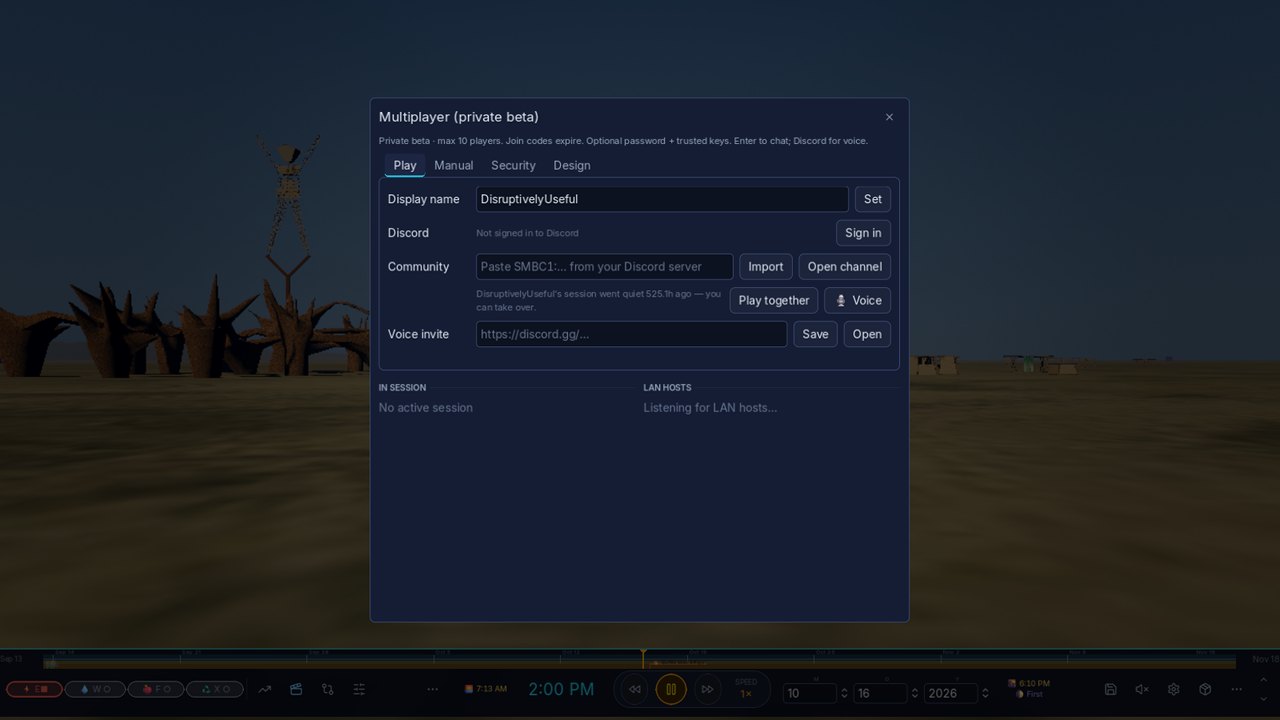 Multiplayer (private beta)
Private beta · max 10 players. Join codes expire. Optional password + trusted keys. Enter to chat; Discord for voice.
Play Manual Security Design
Display name DisruptivelyUseful Set
Discord Not signed in to Discord Sign in
Community Paste SMBC1:... from your Discord server Import Open channel
DisruptivelyUseful's session went quiet 525.1h ago — you
can take over.
Play together Voice
Voice invite https://discord.gg/... Save Open
IN SESSION LAN HOSTS
No active session Listening for LAN hosts...
Sep 13 Nov 18
E W F X
7:13 AM 2:00 PM
SPEED
1×
M D Y
10 16 2026
6:10 PM
First